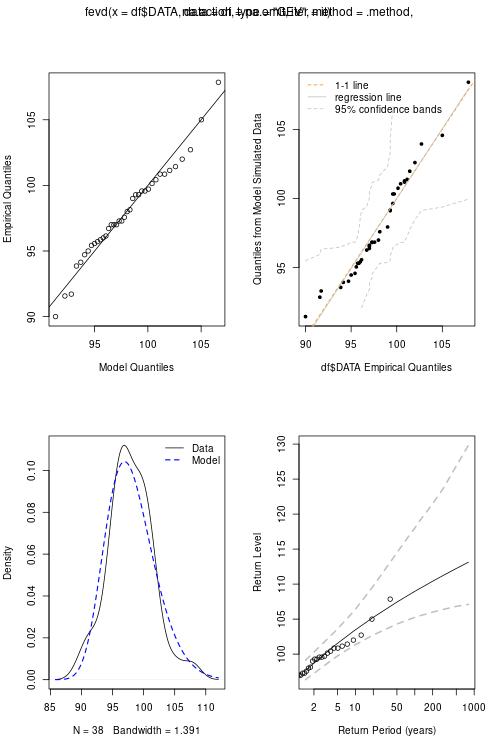 fevd(x = df$DATA, data = df, type = "GEV", method = .method,
95
100
105
90
95
100
105
Empirical Quantiles
Model Quantiles
1-1 line
regression line
95% confidence bands
90
95
100
105
95
100
105
Quantiles from Model Simulated Data
df$DATA Empirical Quantiles
Data
Model
85
90
95
100
105
110
0.00
0.02
0.04
0.06
0.08
0.10
Density
N = 38 Bandwidth = 1.391
2
5
10
50
200
1000
100
105
110
115
120
125
130
Return Level
Return Period (years)